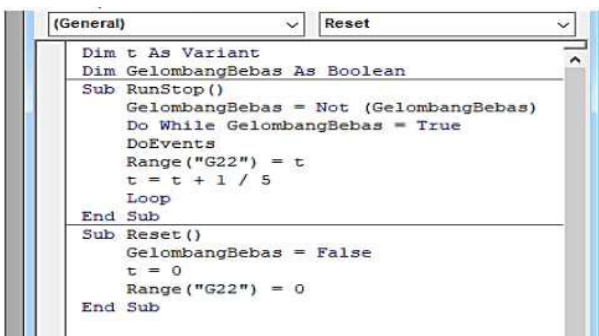 (General) Reset
Dim t As Variant
Dim GelombangBebas As Boolean
Sub RunStop()
GelombangBebas = Not (GelombangBebas)
Do While GelombangBebas = True
DoEvents
Range("G22") = t
t = t + 1 / 5
Loop
End Sub
Sub Reset()
GelombangBebas = False
t = 0
Range("G22") = 0
End Sub